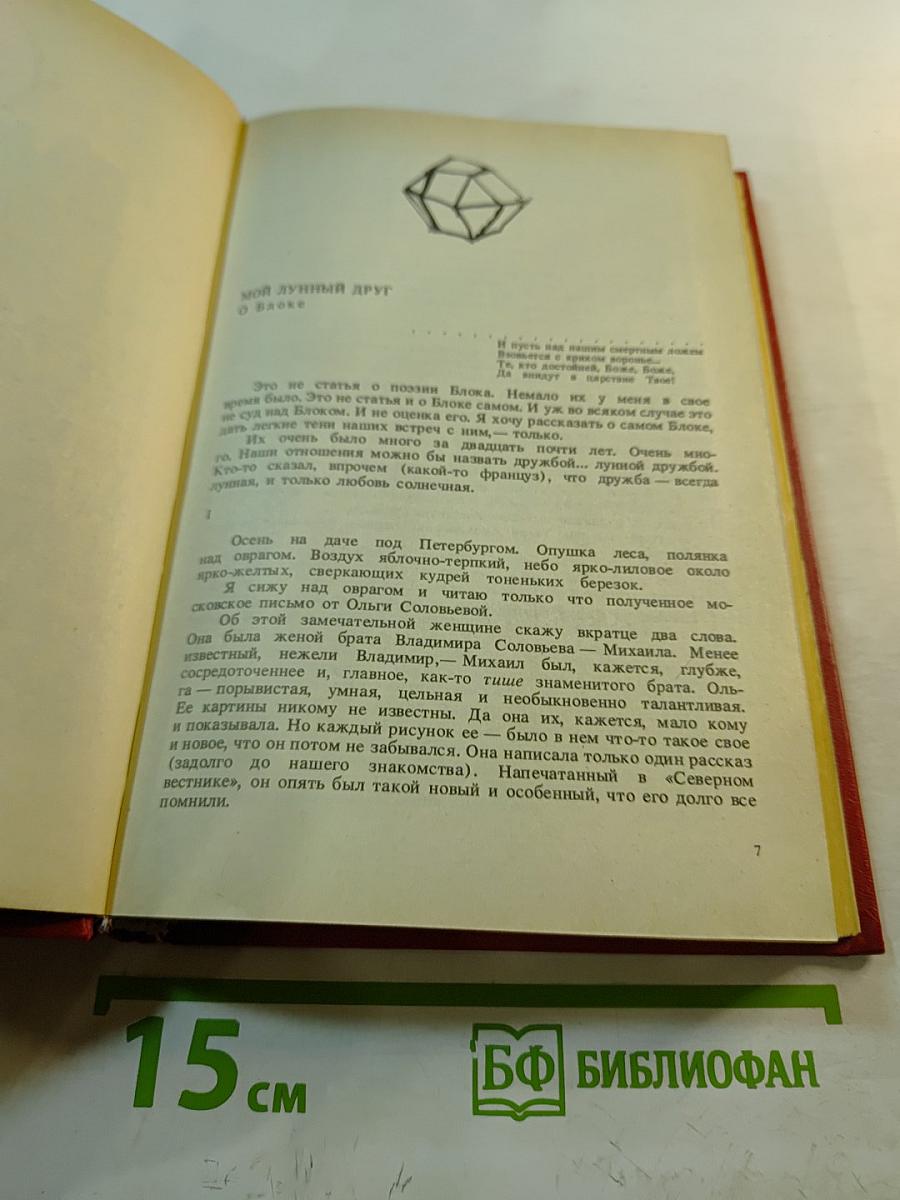 МОЙ ЛУННЫЙ ДРУГ
О Блоке
. . . . . . . . . . . . . . . . . .
И пусть над нашим смертным ложем
Взовьется с криком воронье...
Те, кто достойней, Боже, Боже,
Да внидут в царствие Твое!
Это не статья о поэзии Блока. Немало их у меня в свое
время было. Это не статья и о Блоке самом. И уж во всяком случае это
не суд над Блоком. И не оценка его. Я хочу рассказать о самом Блоке,
дать легкие тени наших встреч с ним,— только.
Их очень было много за двадцать почти лет. Очень мно-
го. Наши отношения можно бы назвать дружбой... лунной дружбой.
Кто-то сказал, впрочем (какой-то француз), что дружба — всегда
лунная, и только любовь солнечная.
I
Осень на даче под Петербургом. Опушка леса, полянка
над оврагом. Воздух яблочно-терпкий, небо ярко-лиловое около
ярко-желтых, сверкающих кудрей тоненьких березок.
Я сижу над оврагом и читаю только что полученное мо-
сковское письмо от Ольги Соловьевой.
Об этой замечательной женщине скажу вкратце два слова.
Она была женой брата Владимира Соловьева — Михаила. Менее
известный, нежели Владимир,— Михаил был, кажется, глубже,
сосредоточеннее и, главное, как-то тише знаменитого брата. Оль-
га — порывистая, умная, цельная и необыкновенно талантливая.
Ее картины никому не известны. Да она их, кажется, мало кому
и показывала. Но каждый рисунок ее — было в нем что-то такое свое
и новое, что он потом не забывался. Она написала только один рассказ
(задолго до нашего знакомства). Напечатанный в «Северном
вестнике», он опять был такой новый и особенный, что его долго все
помнили.
7
15 см
БФ БИБЛИОФАН